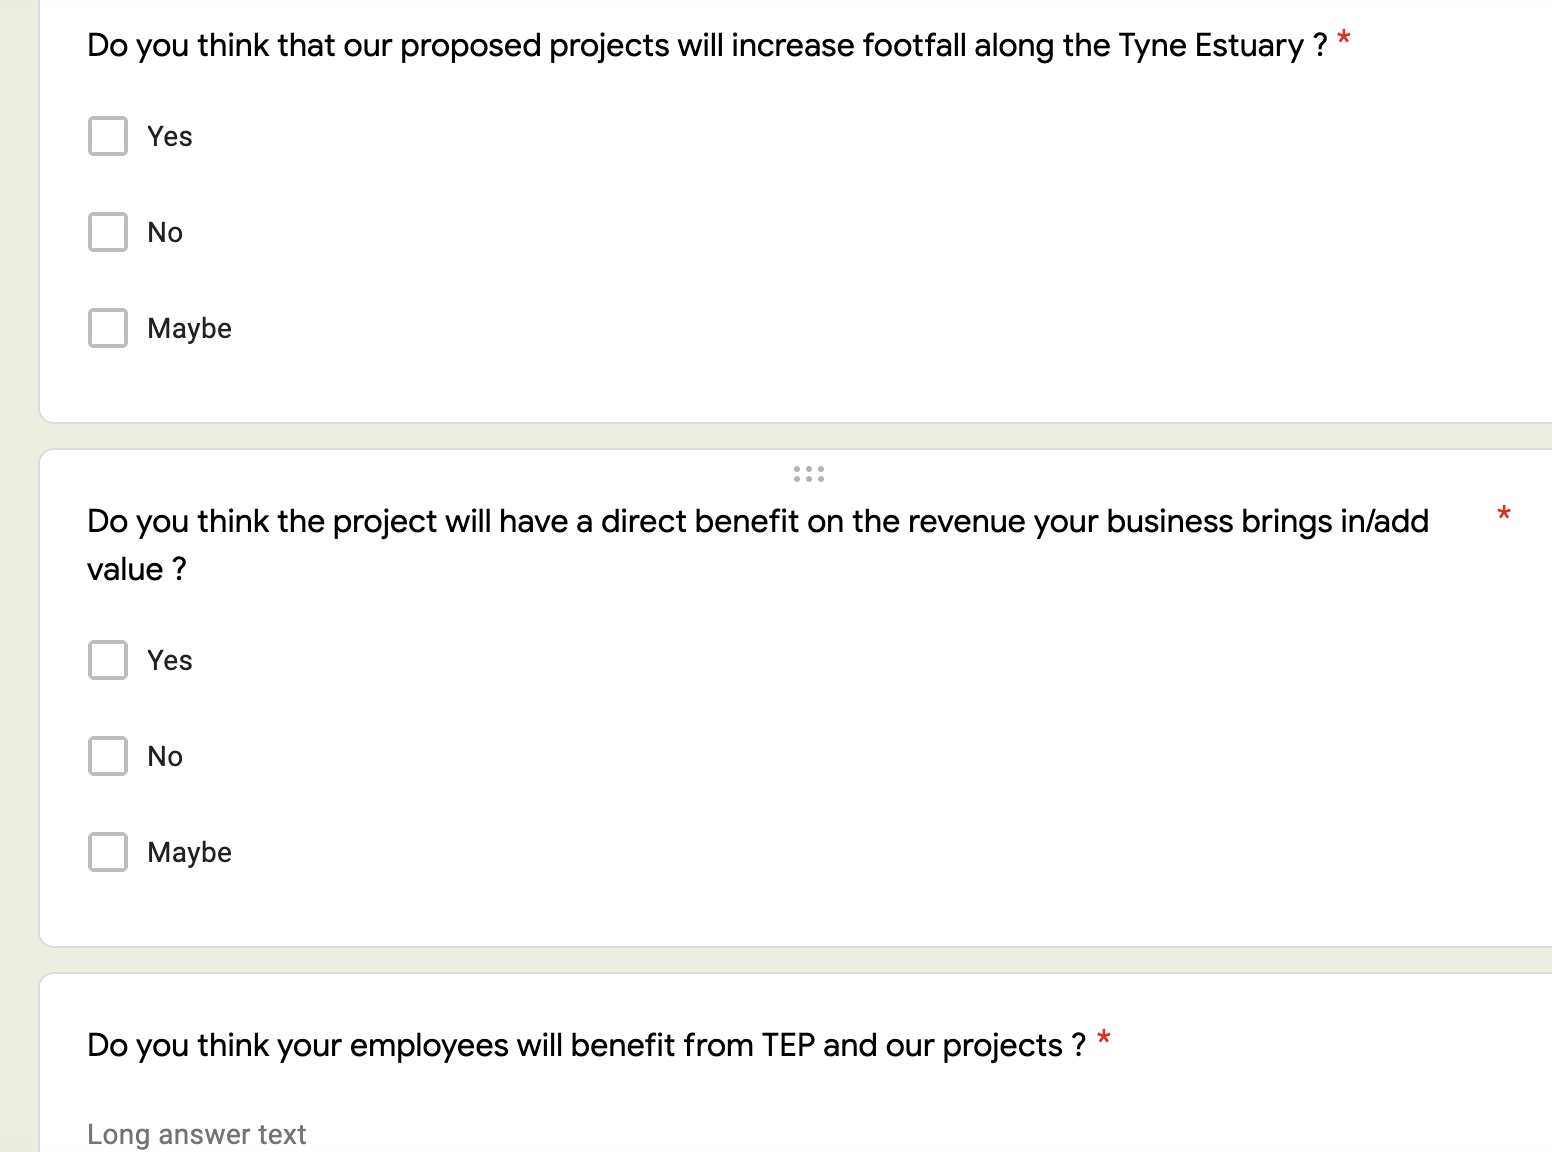 Do you think that our proposed projects will increase footfall along the Tyne Estuary ? *
Yes
No
Maybe
Do you think the project will have a direct benefit on the revenue your business brings in/add *
value ?
Yes
No
Maybe
Do you think your employees will benefit from TEP and our projects ? *
Long answer text